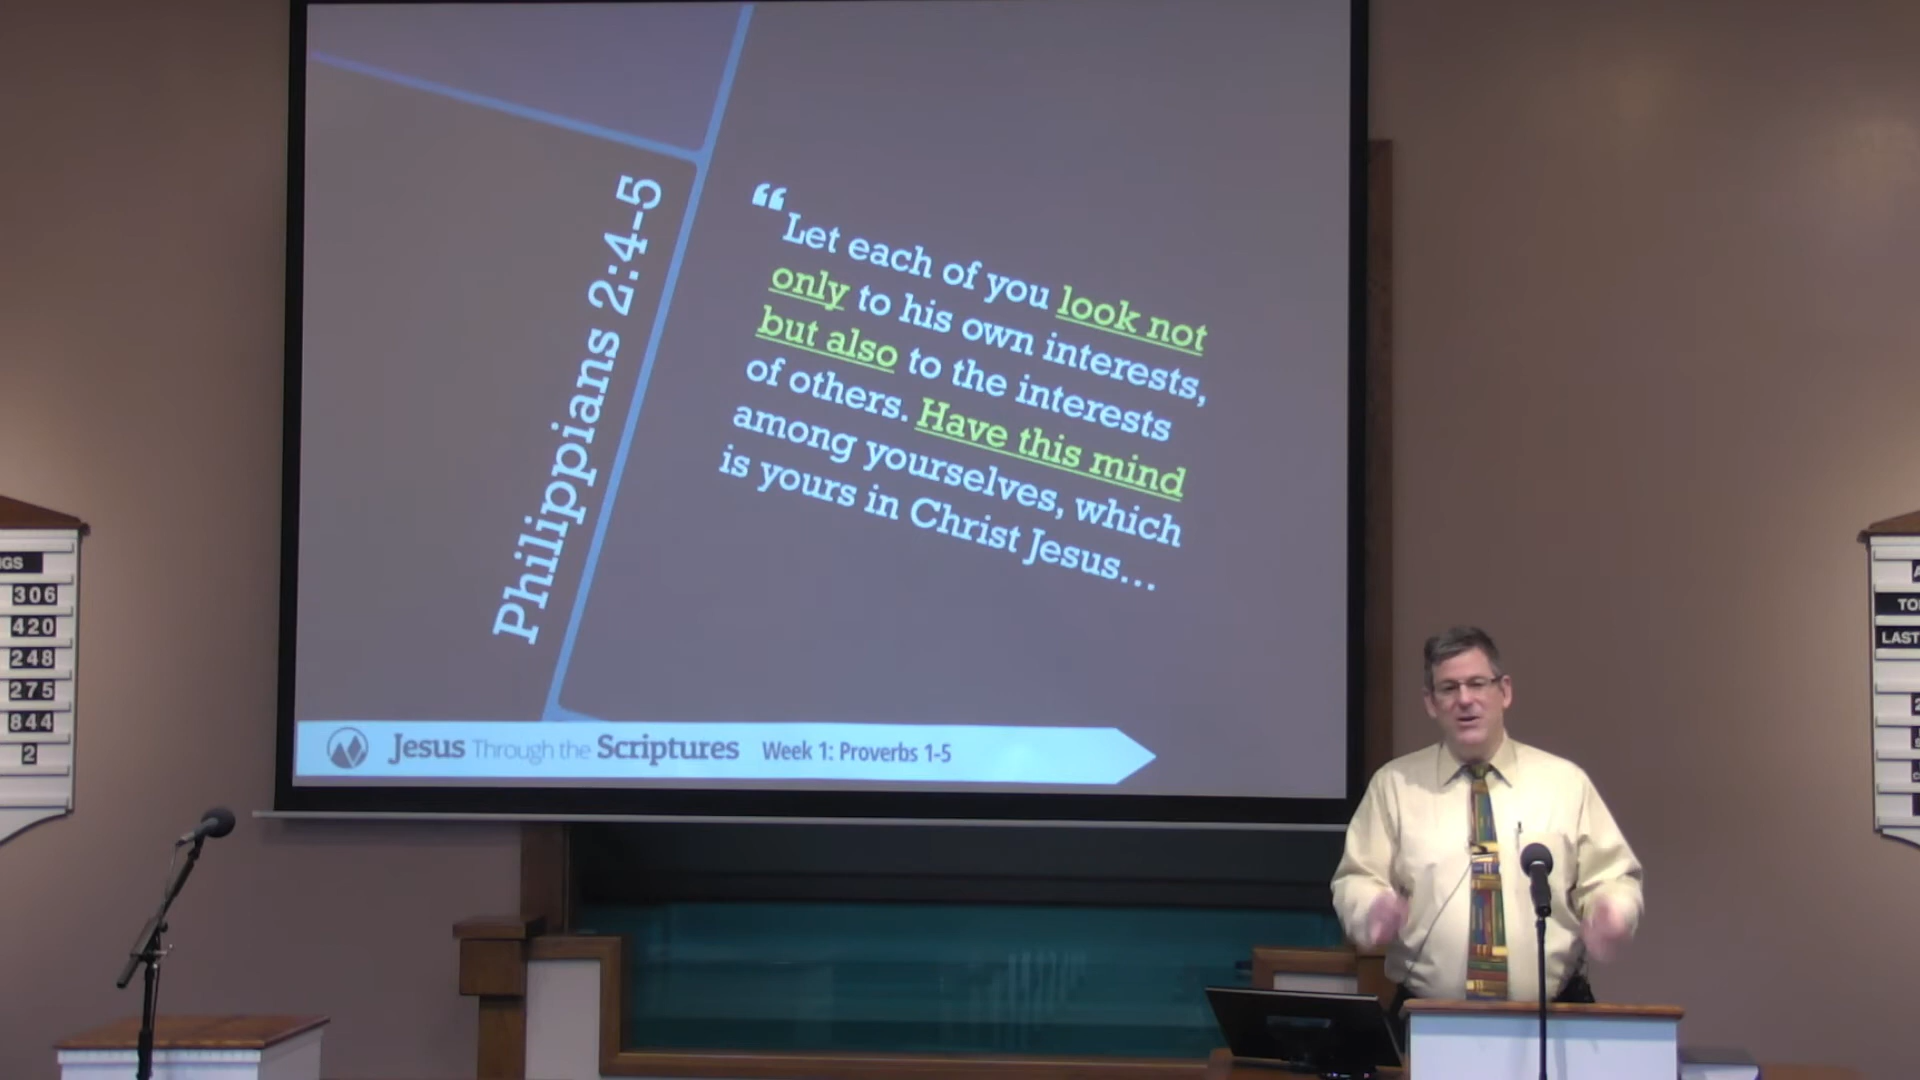 Philippians 2:4-5
“Let each of you look not
only to his own interests,
but also to the interests
of others. Have this mind
among yourselves, which
is yours in Christ Jesus…
Jesus Through the Scriptures Week 1: Proverbs 1-5
GS
306
420
248
275
844
2
LAST